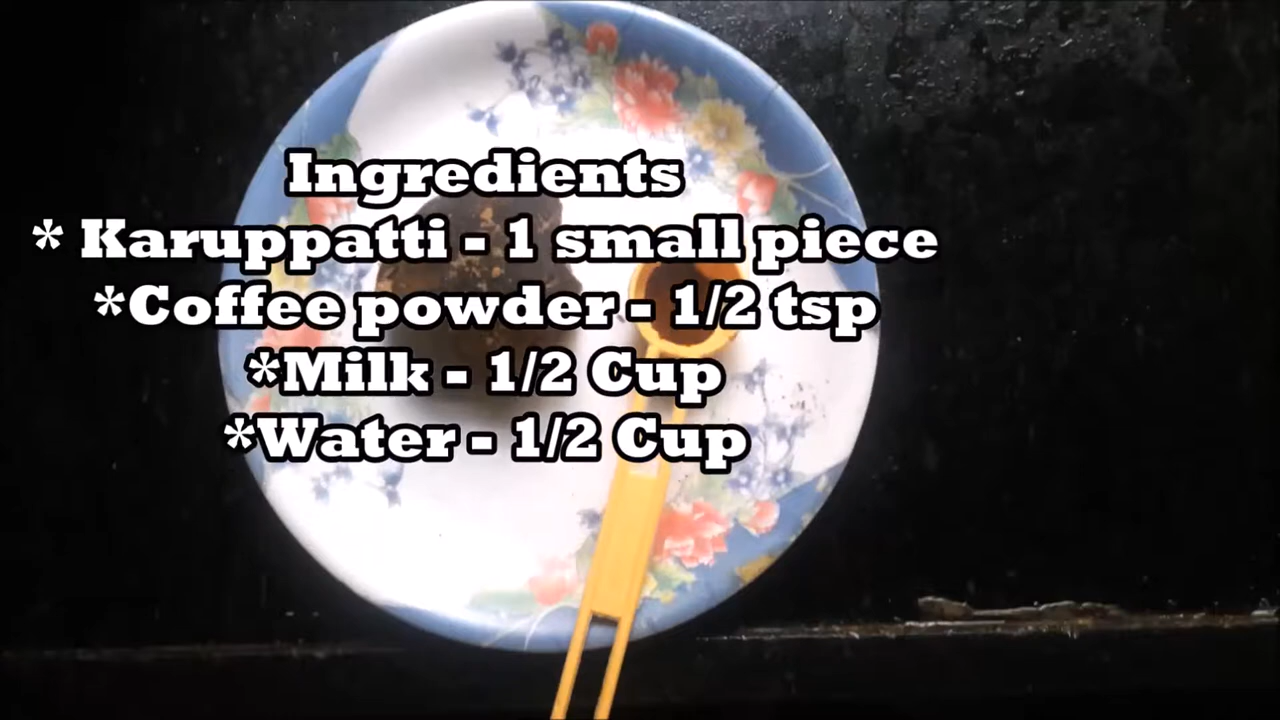 Ingredients
* Karuppatti - 1 small piece
*Coffee powder - 1/2 tsp
*Milk - 1/2 Cup
*Water - 1/2 Cup